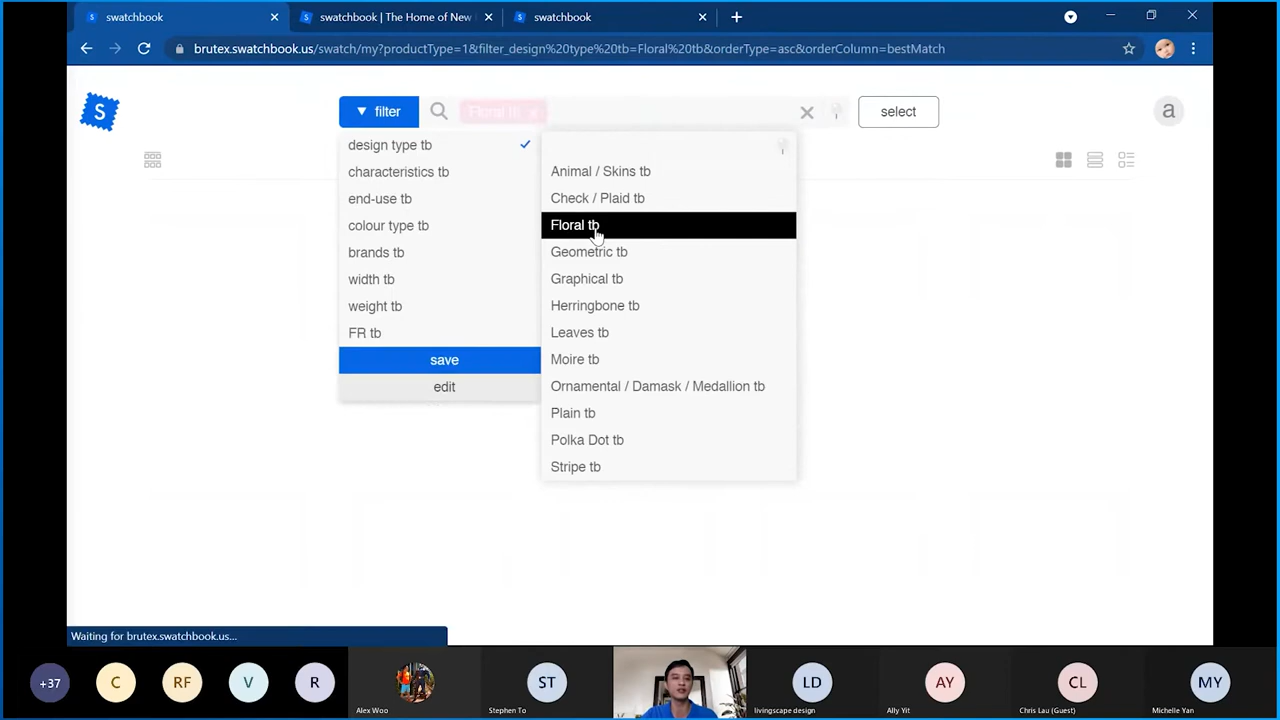 swatchbook
swatchbook | The Home of New
swatchbook
brutex.swatchbook.us/swatch/my?productType=1&filter_design%20type%20tb=Floral%20tb&orderType=asc&orderColumn=bestMatch
S
filter
Floral tb
select
a
design type tb
characteristics tb
end-use tb
colour type tb
brands tb
width tb
weight tb
FR tb
save
edit
Animal / Skins tb
Check / Plaid tb
Floral tb
Geometric tb
Graphical tb
Herringbone tb
Leaves tb
Moire tb
Ornamental / Damask / Medallion tb
Plain tb
Polka Dot tb
Stripe tb
Waiting for brutex.swatchbook.us...
+37
C
RF
V
R
Alex Woo
ST
Stephen To
LD
livingscape design
AY
Ally Yit
CL
Chris Lau (Guest)
MY
Michelle Yan